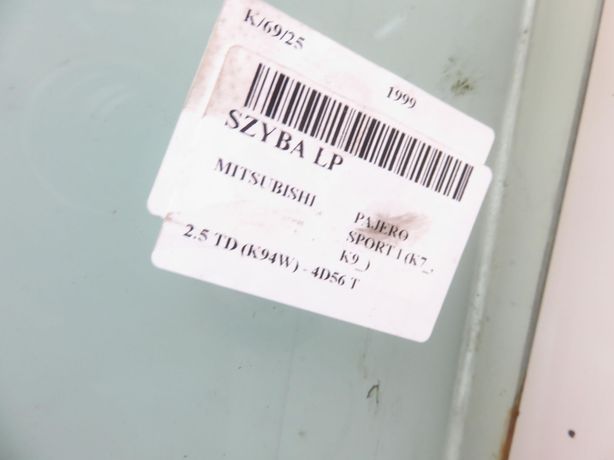 K/69/25
1999
SZYBA LP
MITSUBISHI
PAJERO
SPORT I (K7_,
K9_)
2.5 TD (K94W) - 4D56 T